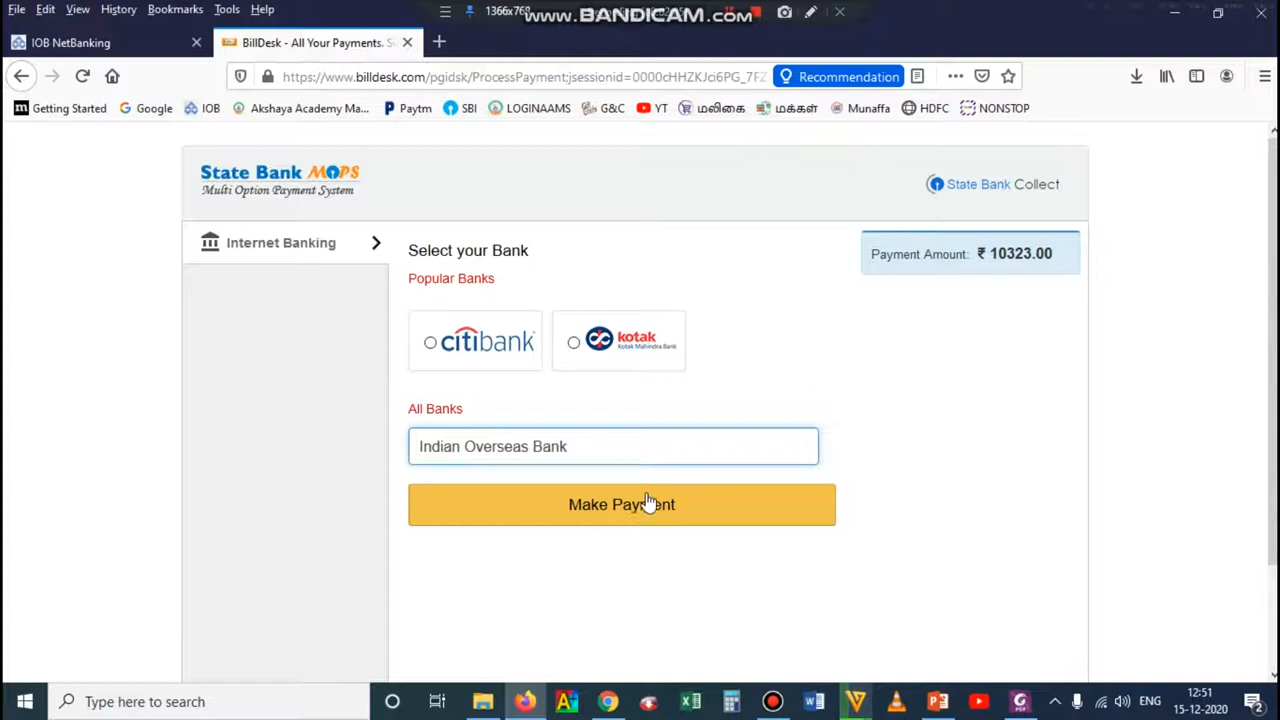 File Edit View History Bookmarks Tools Help
1366x768
www.BANDICAM.com
IOB NetBanking
BillDesk - All Your Payments. Si
https://www.billdesk.com/pgidsk/ProcessPayment;jsessionid=0000cHHZKJci6PG_7FZ
Recommendation
Getting Started Google IOB Akshaya Academy Ma... Paytm SBI LOGINAAMS G&C YT மலிகை மக்கள் Munaffa HDFC NONSTOP
State Bank MOPS
Multi Option Payment System
State Bank Collect
Internet Banking
Select your Bank
Payment Amount: ₹ 10323.00
Popular Banks
citibank
kotak
Kotak Mahindra Bank
All Banks
Indian Overseas Bank
Make Payment
Type here to search
ENG
12:51
15-12-2020
2